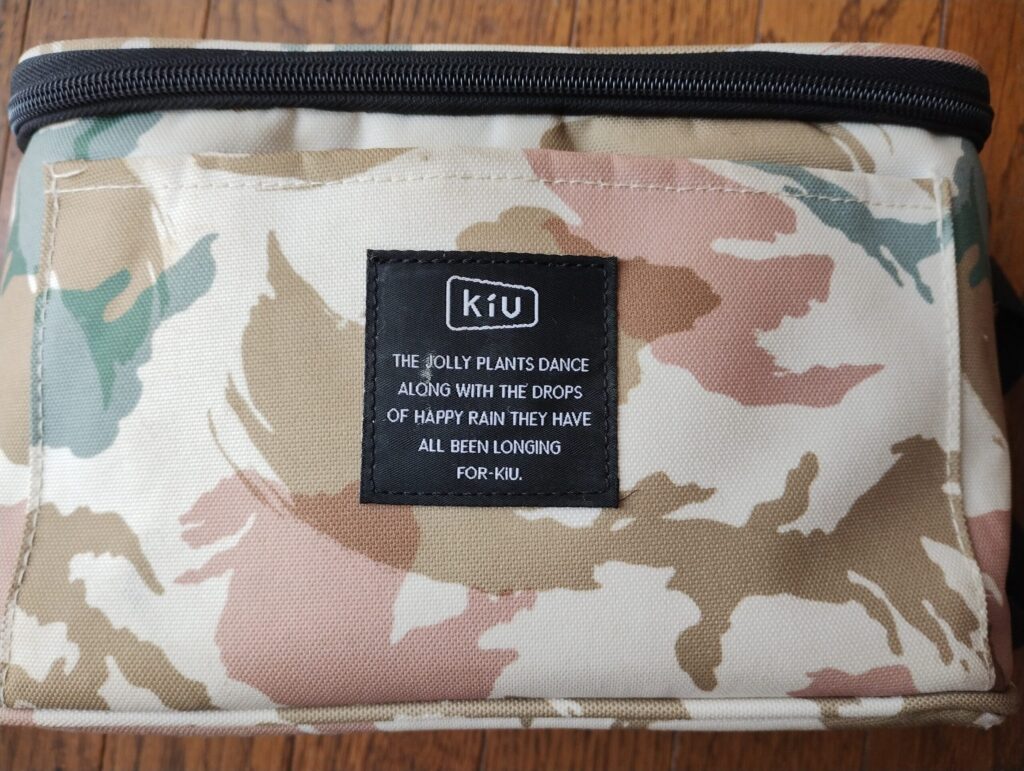 kiu
THE JOLLY PLANTS DANCE
ALONG WITH THE DROPS
OF HAPPY RAIN THEY HAVE
ALL BEEN LONGING
FOR-KiU.